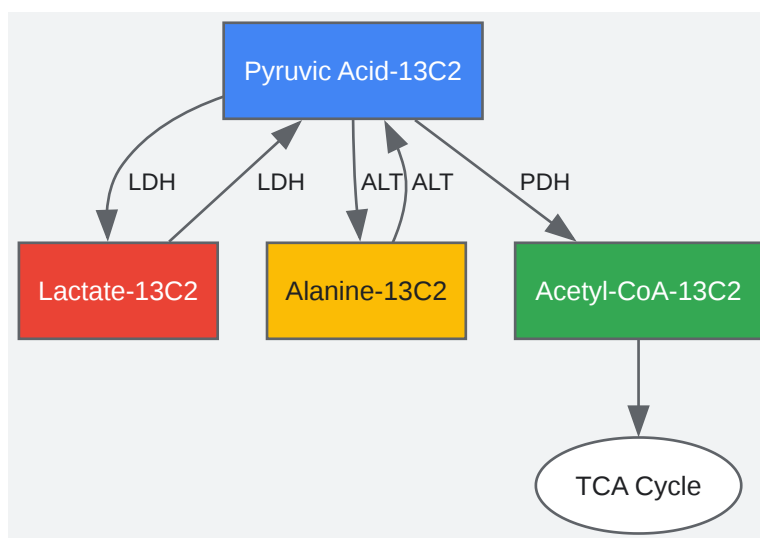 Pyruvic Acid-13C2
LDH
LDH
ALT
ALT
PDH
Lactate-13C2
Alanine-13C2
Acetyl-CoA-13C2
TCA Cycle